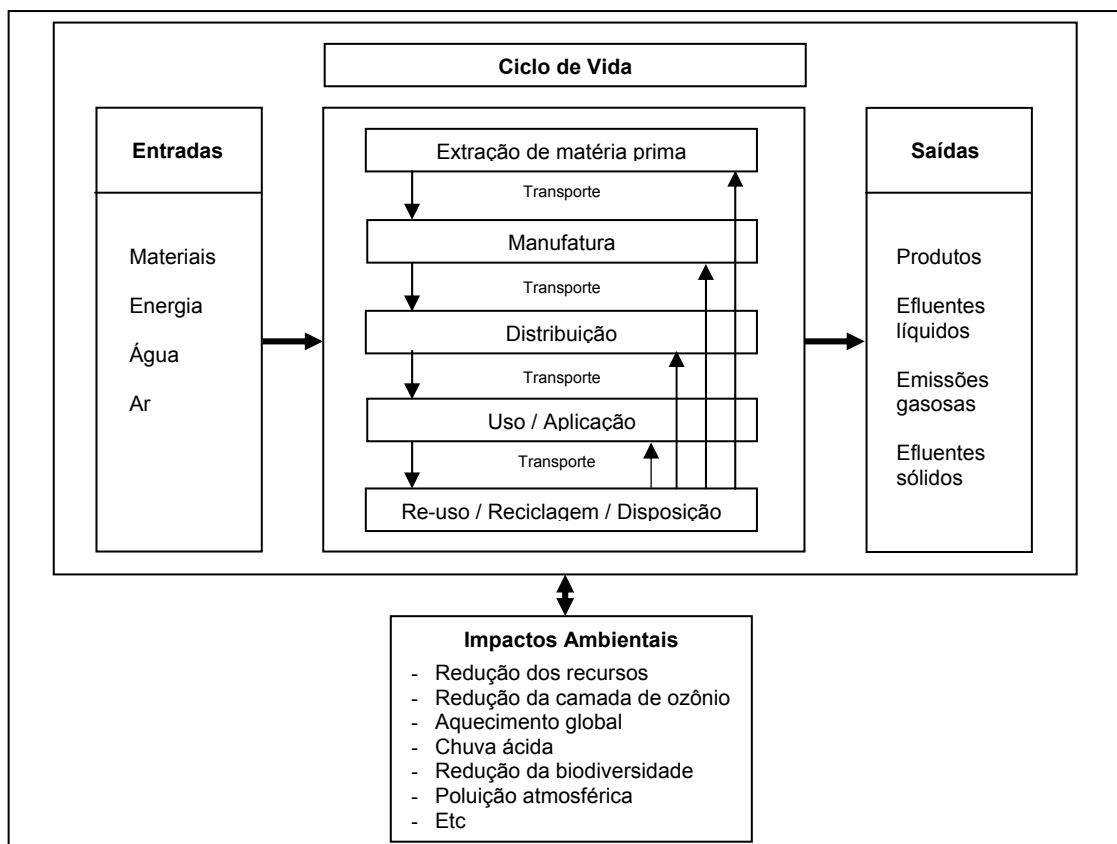 Ciclo de Vida
Entradas
Materiais
Energia
Água
Ar
Extração de matéria prima
Transporte
Manufatura
Transporte
Distribuição
Transporte
Uso / Aplicação
Transporte
Re-uso / Reciclagem / Disposição
Saídas
Produtos
Efluentes
líquidos
Emissões
gasosas
Efluentes
sólidos
Impactos Ambientais
- Redução dos recursos
- Redução da camada de ozônio
- Aquecimento global
- Chuva ácida
- Redução da biodiversidade
- Poluição atmosférica
- Etc